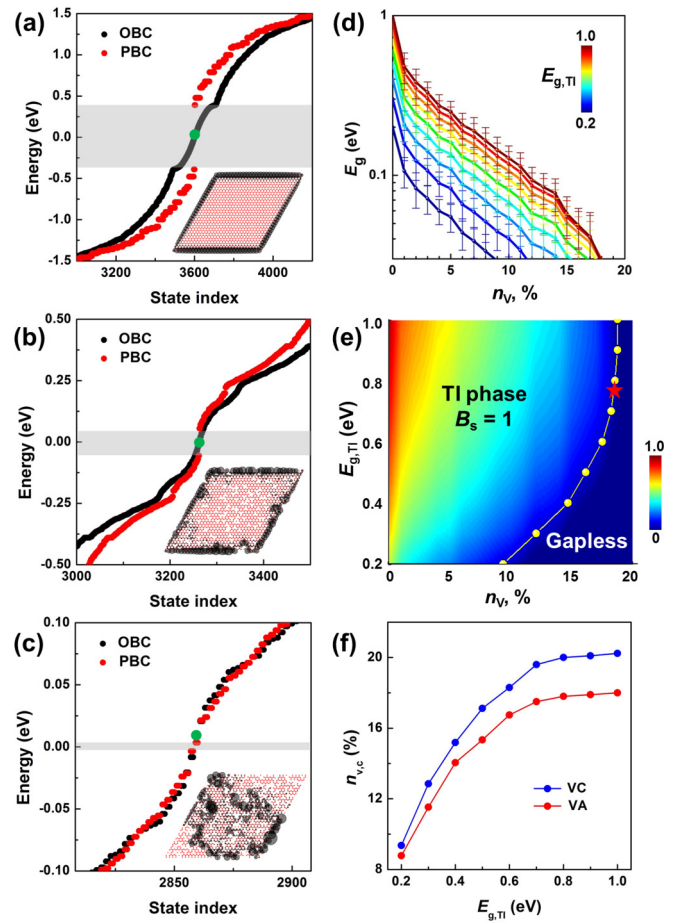 (a)
1.5
1.0
0.5
0.0
-0.5
-1.0
-1.5
Energy (eV)
OBC
PBC
3200
3600
4000
State index
(b)
0.50
0.25
0.00
-0.25
-0.50
Energy (eV)
OBC
PBC
3000
3200
3400
State index
(c)
0.10
0.05
0.00
-0.05
-0.10
Energy (eV)
OBC
PBC
2850
2900
State index
(d)
1
0.1
Eg (eV)
1.0
Eg,TI
0.2
0
5
10
15
20
nV, %
(e)
1.0
0.8
0.6
0.4
0.2
Eg,TI (eV)
TI phase
Bs = 1
Gapless
1.0
0
0
5
10
15
20
nV, %
(f)
20
16
12
8
nv,c (%)
VC
VA
0.2
0.4
0.6
0.8
1.0
Eg,TI (eV)